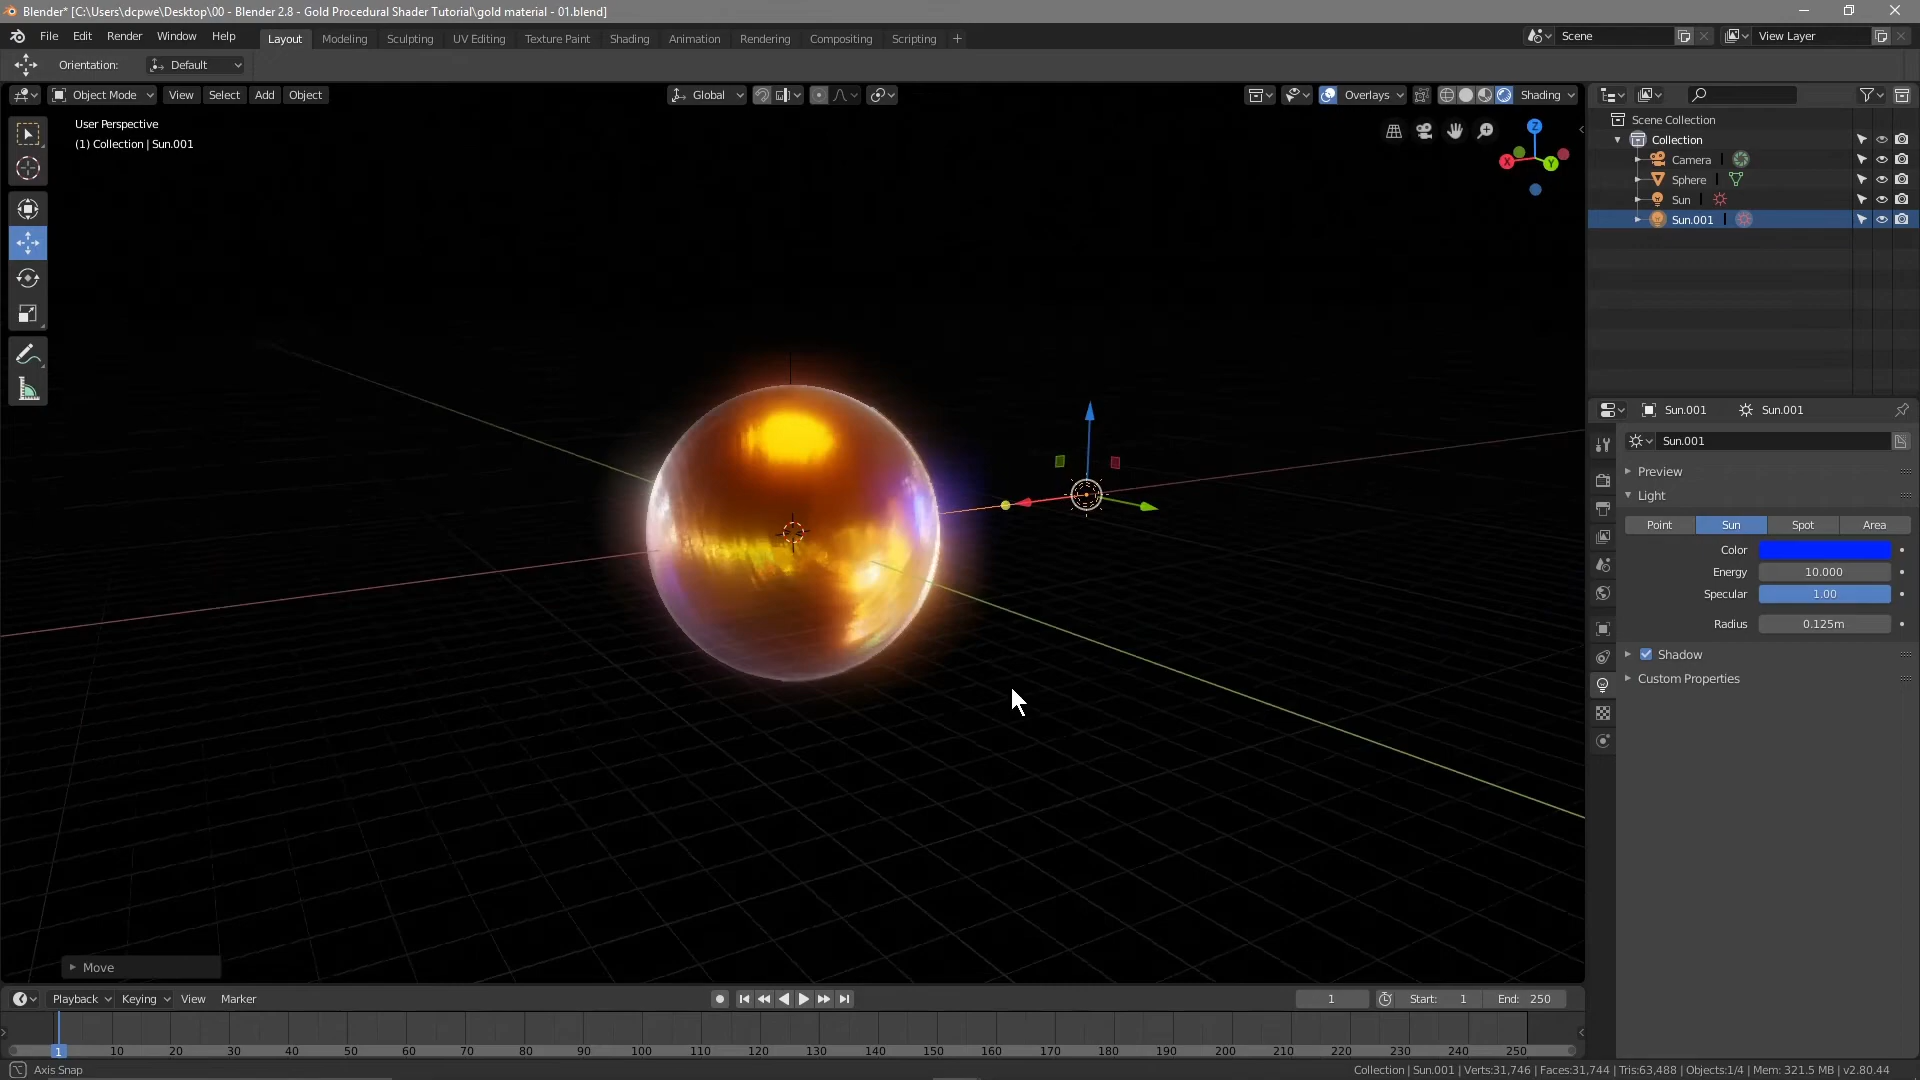 Blender* [C:\Users\dcpwe\Desktop\00 - Blender 2.8 - Gold Procedural Shader Tutorial\gold material - 01.blend]
File Edit Render Window Help Layout Modeling Sculpting UV Editing Texture Paint Shading Animation Rendering Compositing Scripting + Scene View Layer
Orientation: Default
Object Mode View Select Add Object Global Overlays Shading
User Perspective
(1) Collection | Sun.001
Z
X
Y
Scene Collection
Collection
Camera
Sphere
Sun
Sun.001
Sun.001 Sun.001
Sun.001
Preview
Light
Point Sun Spot Area
Color
Energy 10.000
Specular 1.00
Radius 0.125m
Shadow
Custom Properties
Move
Playback Keying View Marker 1 Start: 1 End: 250
1 10 20 30 40 50 60 70 80 90 100 110 120 130 140 150 160 170 180 190 200 210 220 230 240 250
Axis Snap Collection | Sun.001 | Verts:31,746 | Faces:31,744 | Tris:63,488 | Objects:1/4 | Mem: 321.5 MB | v2.80.44